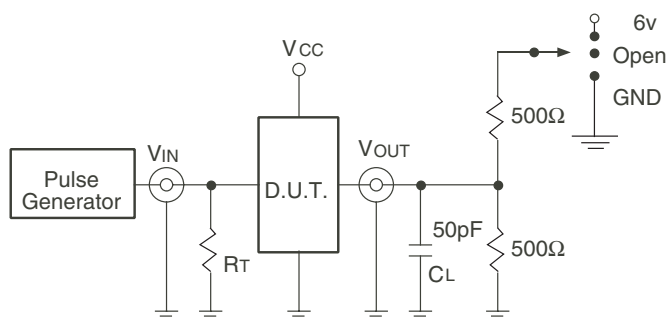 6v
VCC
Open
GND
500Ω
VIN
VOUT
Pulse
Generator
D.U.T.
50pF
500Ω
RT
CL